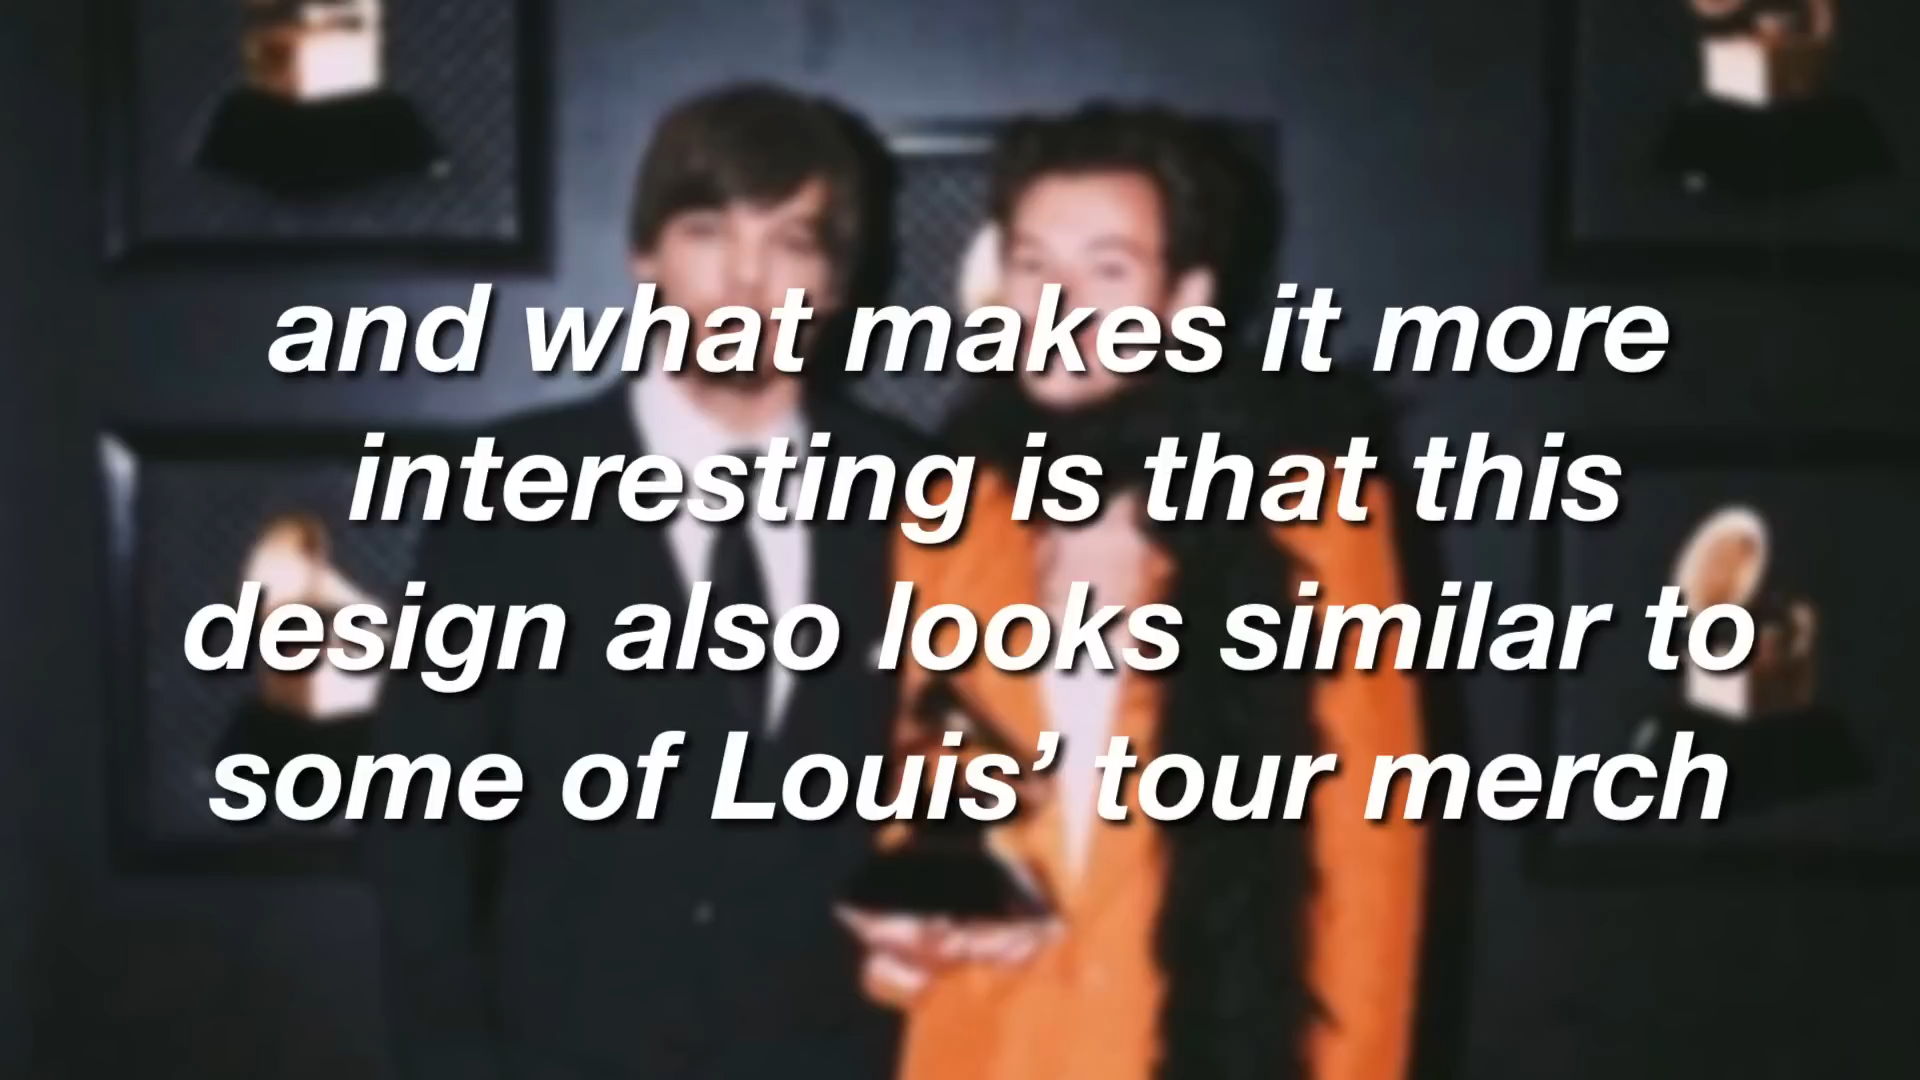 and what makes it more
interesting is that this
design also looks similar to
some of Louis’ tour merch